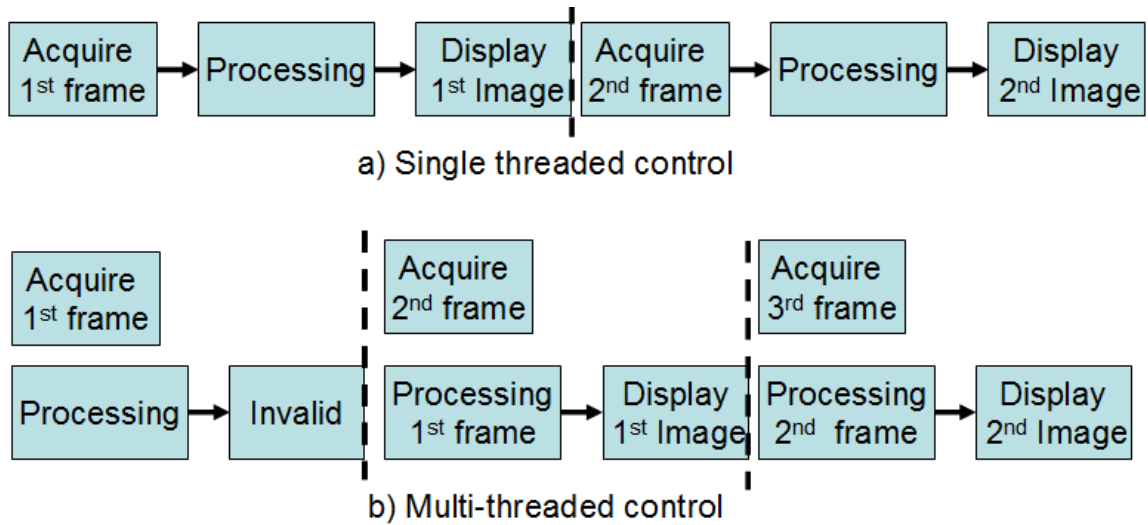 Acquire
1st frame
Processing
Display
1st Image
Acquire
2nd frame
Processing
Display
2nd Image
a) Single threaded control
Acquire
1st frame
Acquire
2nd frame
Acquire
3rd frame
Processing
Invalid
Processing
1st frame
Display
1st Image
Processing
2nd frame
Display
2nd Image
b) Multi-threaded control